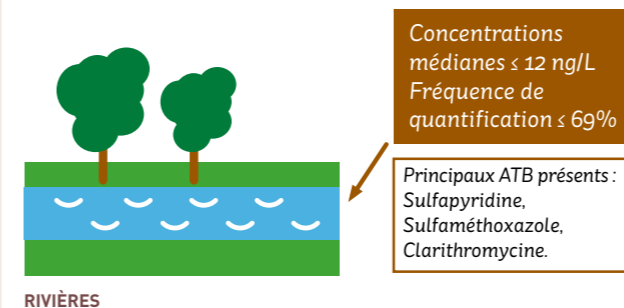 Concentrations
médianes ≤ 12 ng/L
Fréquence de
quantification ≤ 69%
Principaux ATB présents :
Sulfapyridine,
Sulfaméthoxazole,
Clarithromycine.
RIVIÈRES